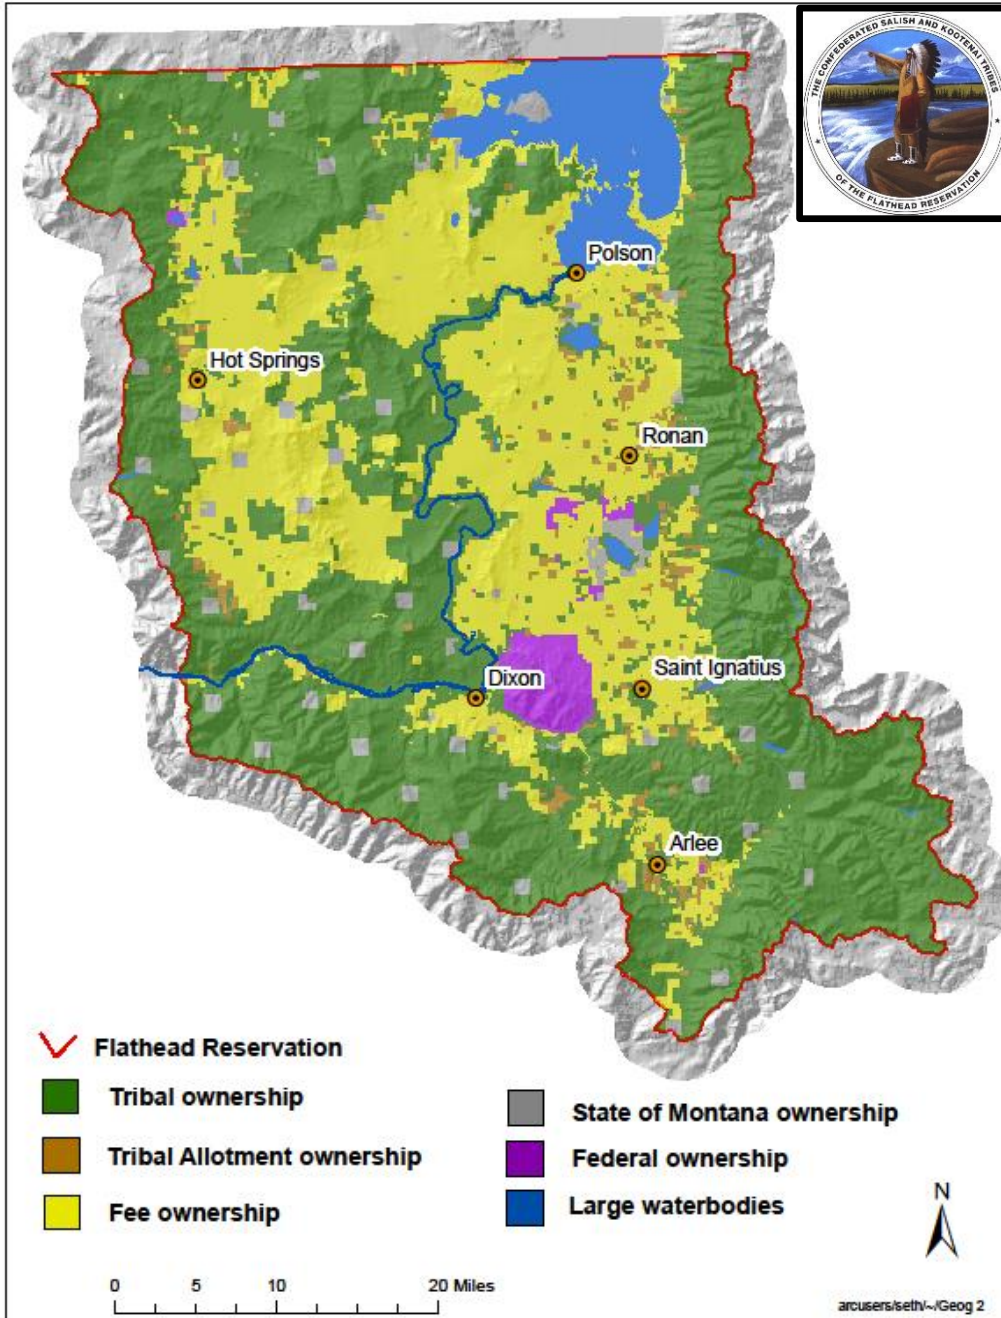 THE CONFEDERATED SALISH AND KOOTENAI TRIBES
OF THE FLATHEAD RESERVATION
Polson
Hot Springs
Ronan
Saint Ignatius
Dixon
Arlee
Flathead Reservation
Tribal ownership
Tribal Allotment ownership
Fee ownership
State of Montana ownership
Federal ownership
Large waterbodies
N
0 5 10 20 Miles
arcusers/seth/~/Geog 2